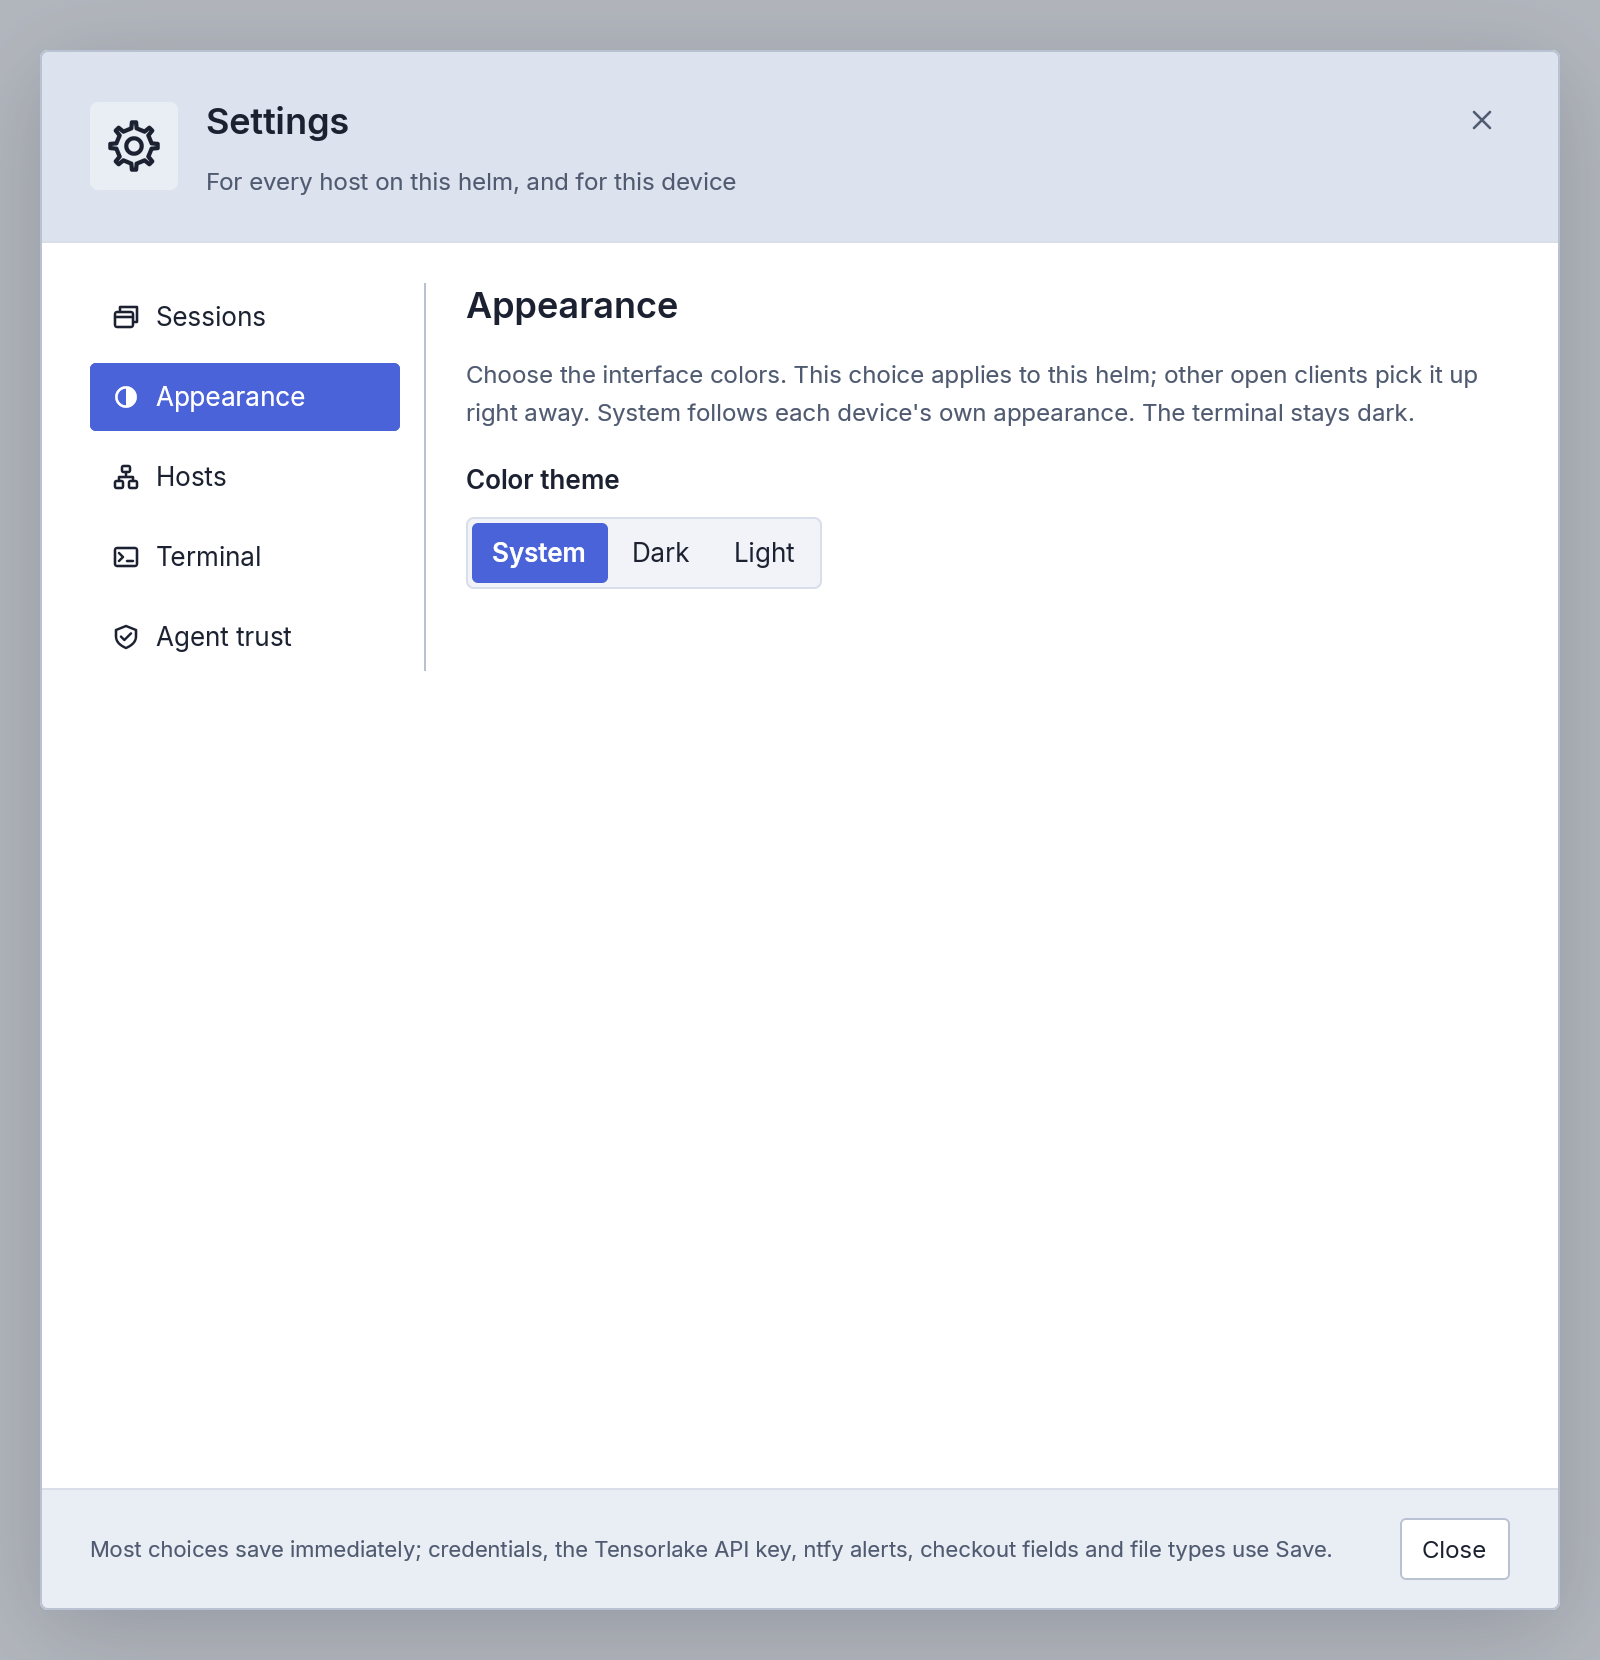 Settings
For every host on this helm, and for this device
Sessions
Appearance
Hosts
Terminal
Agent trust
Appearance
Choose the interface colors. This choice applies to this helm; other open clients pick it up
right away. System follows each device's own appearance. The terminal stays dark.
Color theme
System Dark Light
Most choices save immediately; credentials, the Tensorlake API key, ntfy alerts, checkout fields and file types use Save.
Close